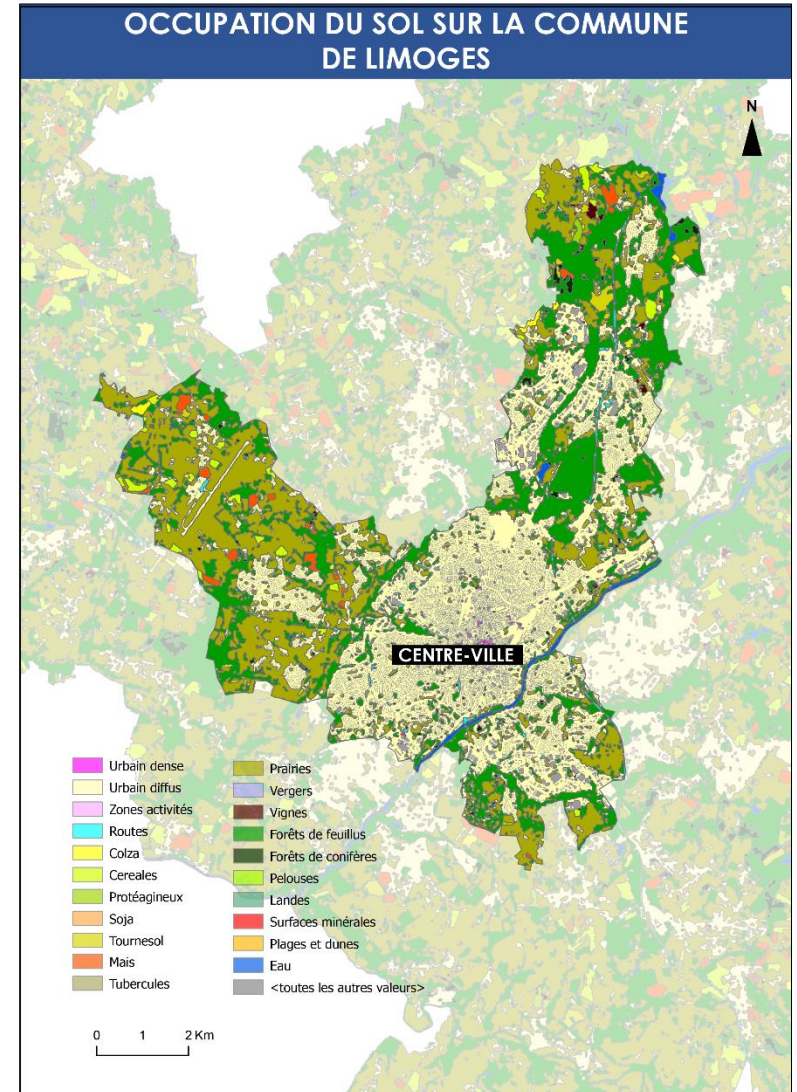 OCCUPATION DU SOL SUR LA COMMUNE
DE LIMOGES
N
CENTRE-VILLE
Urbain dense
Urbain diffus
Zones activités
Routes
Colza
Cereales
Protéagineux
Soja
Tournesol
Mais
Tubercules
Prairies
Vergers
Vignes
Forêts de feuillus
Forêts de conifères
Pelouses
Landes
Surfaces minérales
Plages et dunes
Eau
<toutes les autres valeurs>
0 1 2 Km